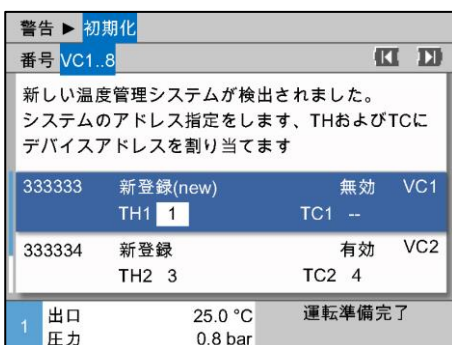 警告 ▶ 初期化
番号 VC1..8
新しい温度管理システムが検出されました。
システムのアドレス指定をします、THおよびTCに
デバイスアドレスを割り当てます
333333 新登録(new) 無効 VC1
TH1 1 TC1 --
333334 新登録 有効 VC2
TH2 3 TC2 4
1 出口 25.0 °C 運転準備完了
圧力 0.8 bar